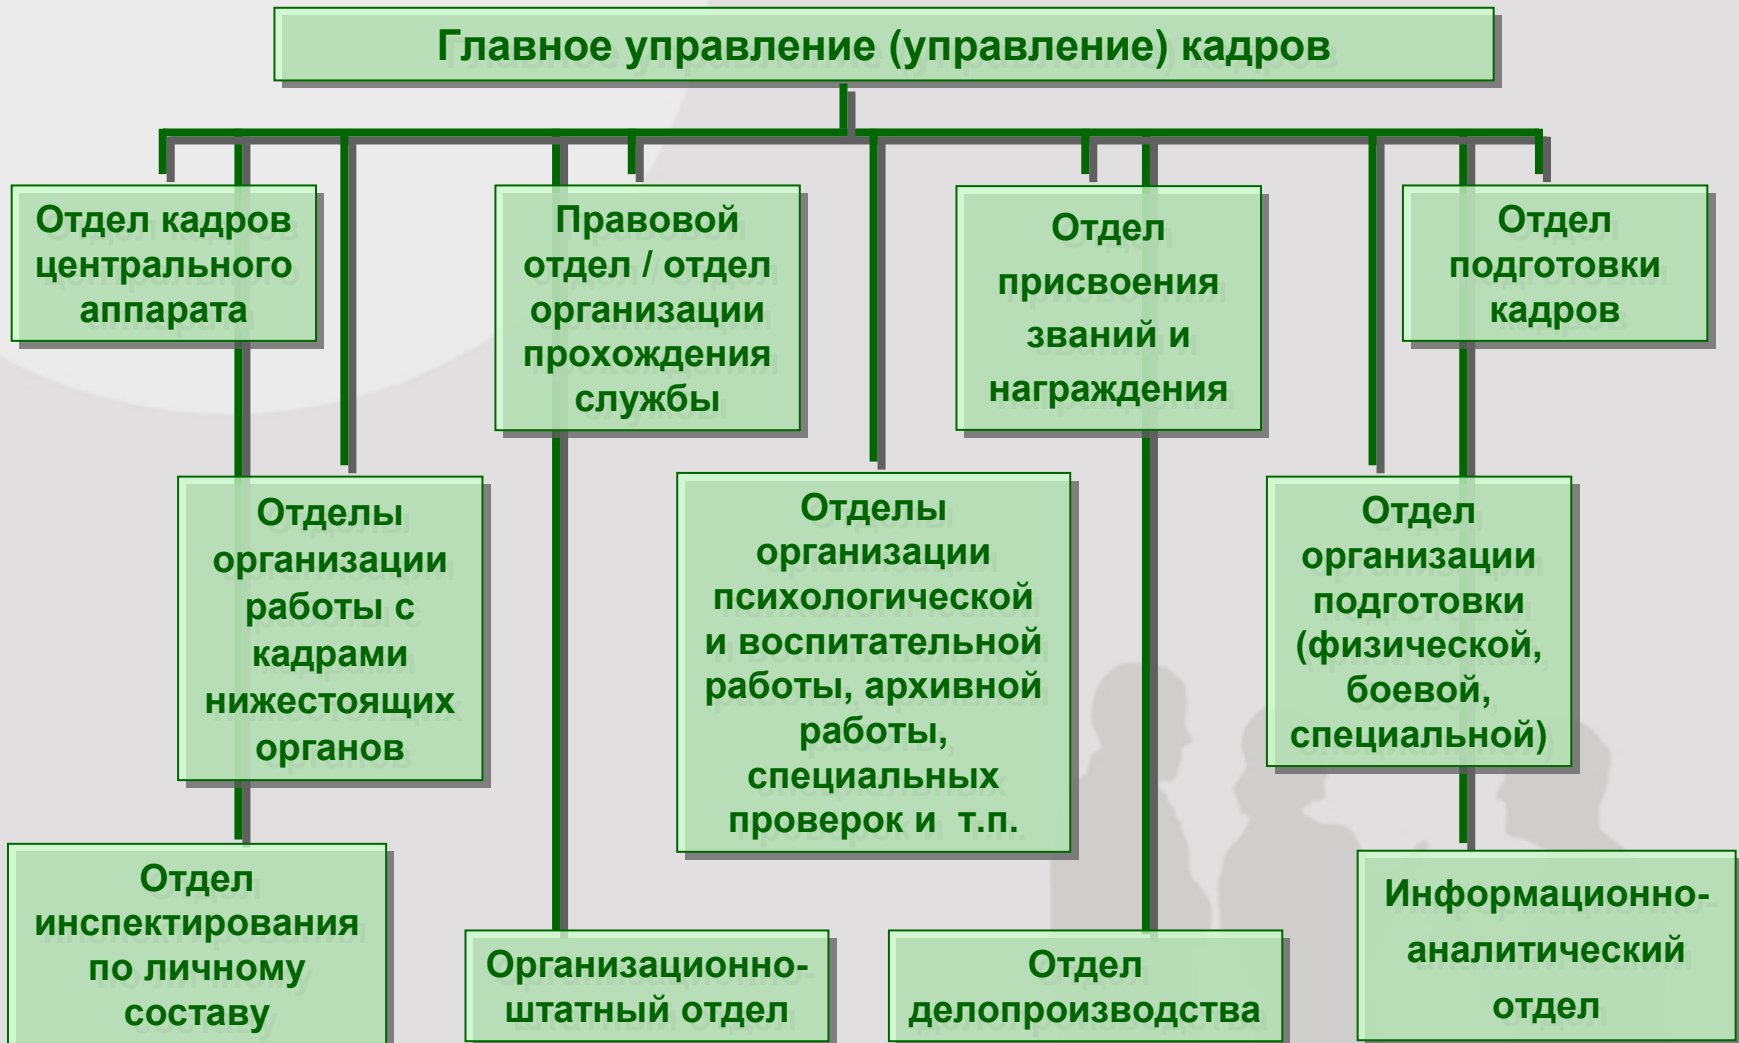 Главное управление (управление) кадров
Отдел кадров
центрального
аппарата
Правовой
отдел / отдел
организации
прохождения
службы
Отдел
присвоения
званий и
награждения
Отдел
подготовки
кадров
Отделы
организации
работы с
кадрами
нижестоящих
органов
Отделы
организации
психологической
и воспитательной
работы, архивной
работы,
специальных
проверок и т.п.
Отдел
организации
подготовки
(физической,
боевой,
специальной)
Отдел
инспектирования
по личному
составу
Организационно-
штатный отдел
Отдел
делопроизводства
Информационно-
аналитический
отдел